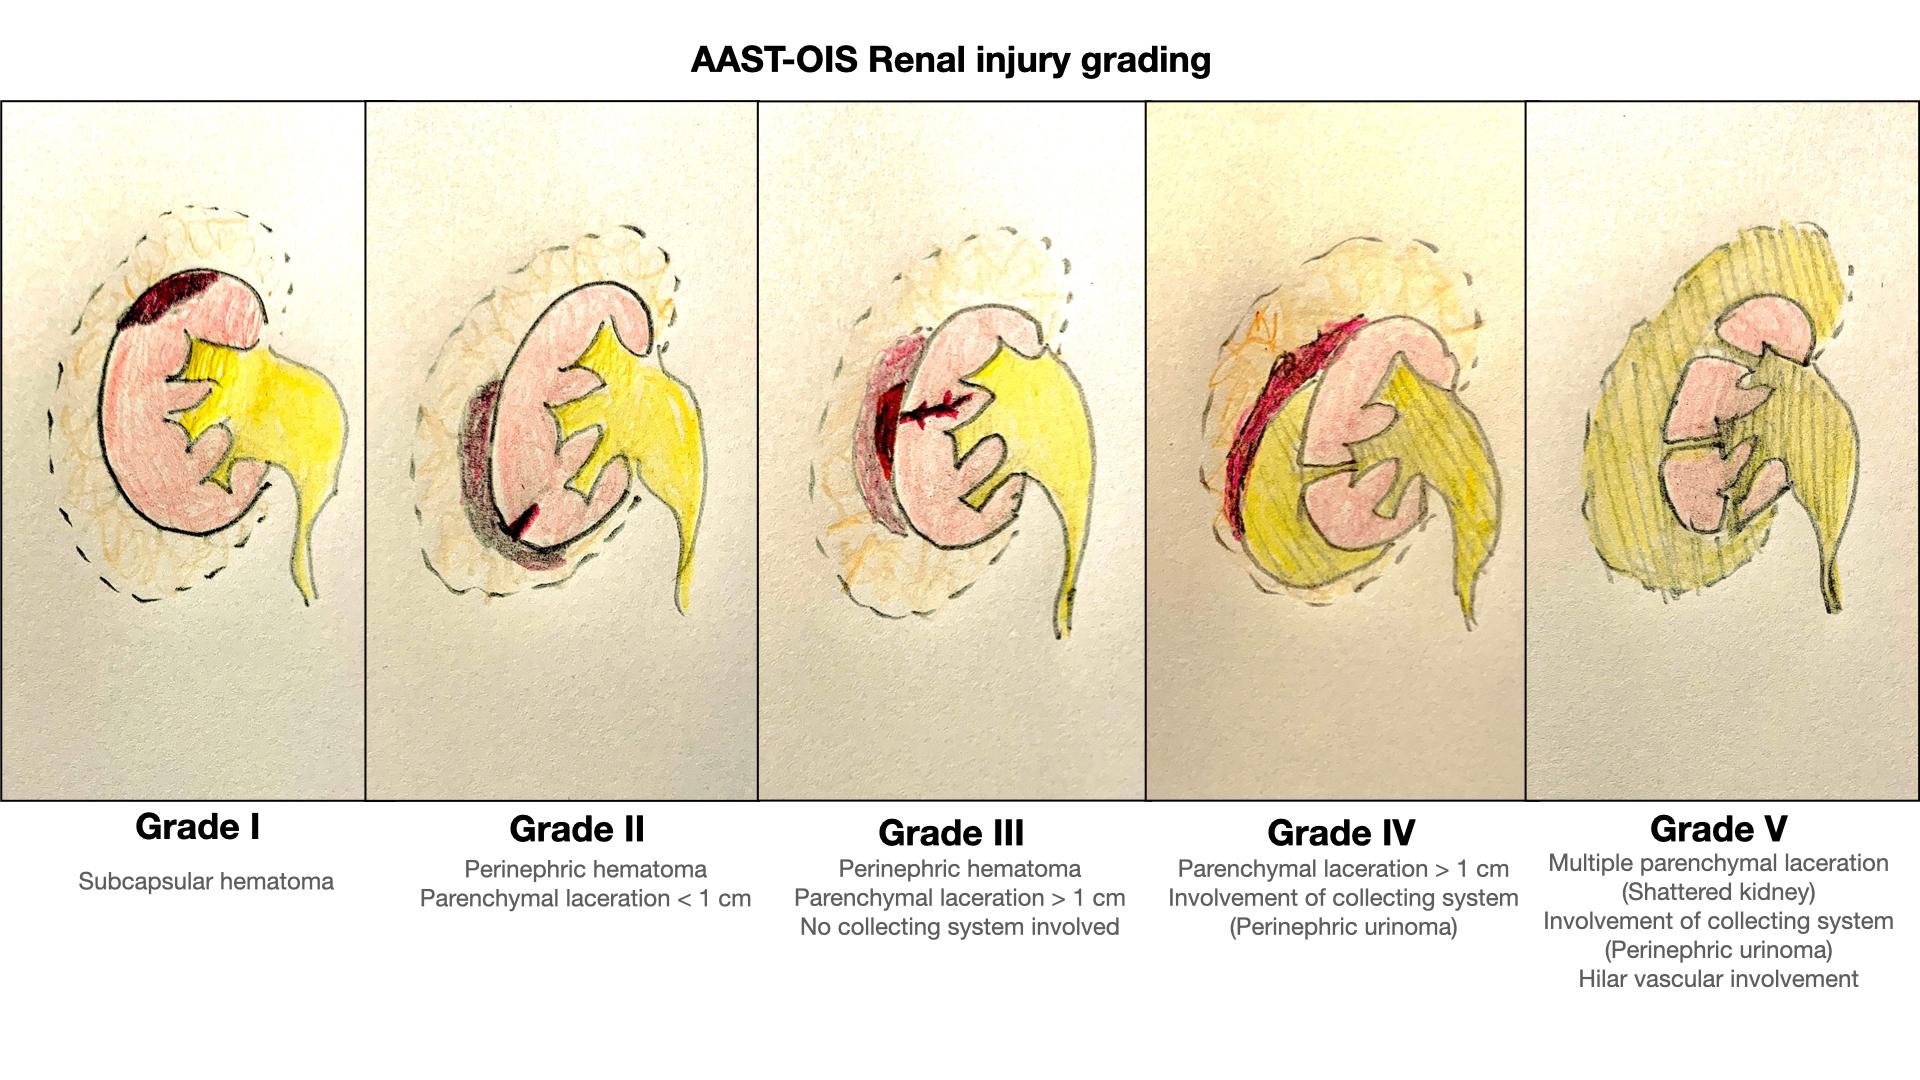 AAST-OIS Renal injury grading
Grade I
Subcapsular hematoma
Grade II
Perinephric hematoma
Parenchymal laceration < 1 cm
Grade III
Perinephric hematoma
Parenchymal laceration > 1 cm
No collecting system involved
Grade IV
Parenchymal laceration > 1 cm
Involvement of collecting system
(Perinephric urinoma)
Grade V
Multiple parenchymal laceration
(Shattered kidney)
Involvement of collecting system
(Perinephric urinoma)
Hilar vascular involvement